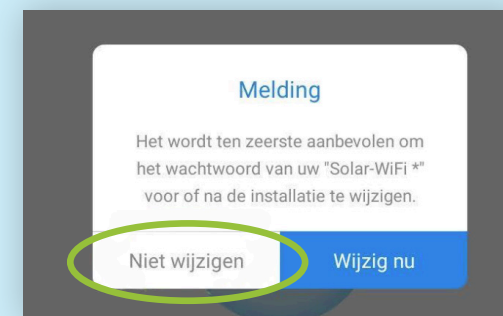 Melding
Het wordt ten zeerste aanbevolen om
het wachtwoord van uw "Solar-WiFi *"
voor of na de installatie te wijzigen.
Niet wijzigen
Wijzig nu